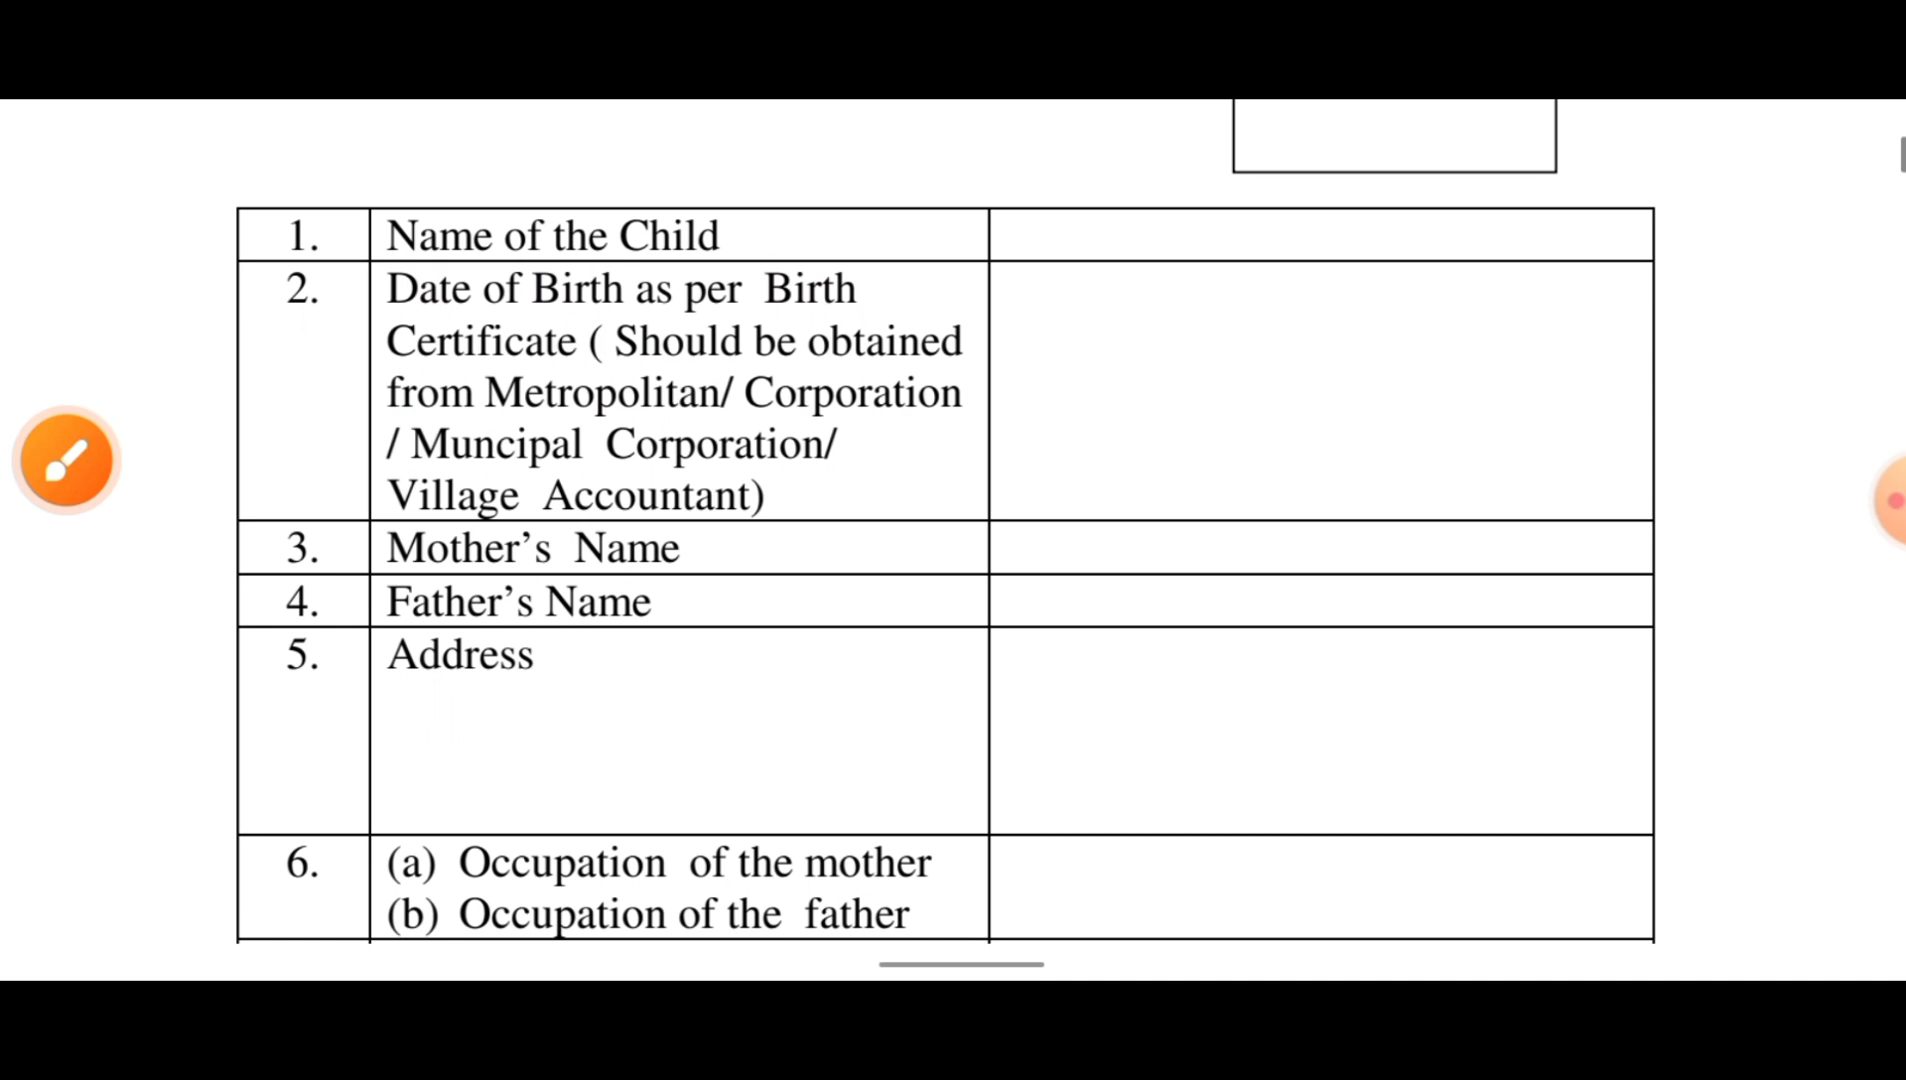 1. Name of the Child
2. Date of Birth as per Birth
Certificate ( Should be obtained
from Metropolitan/ Corporation
/ Muncipal Corporation/
Village Accountant)
3. Mother’s Name
4. Father’s Name
5. Address
6. (a) Occupation of the mother
(b) Occupation of the father